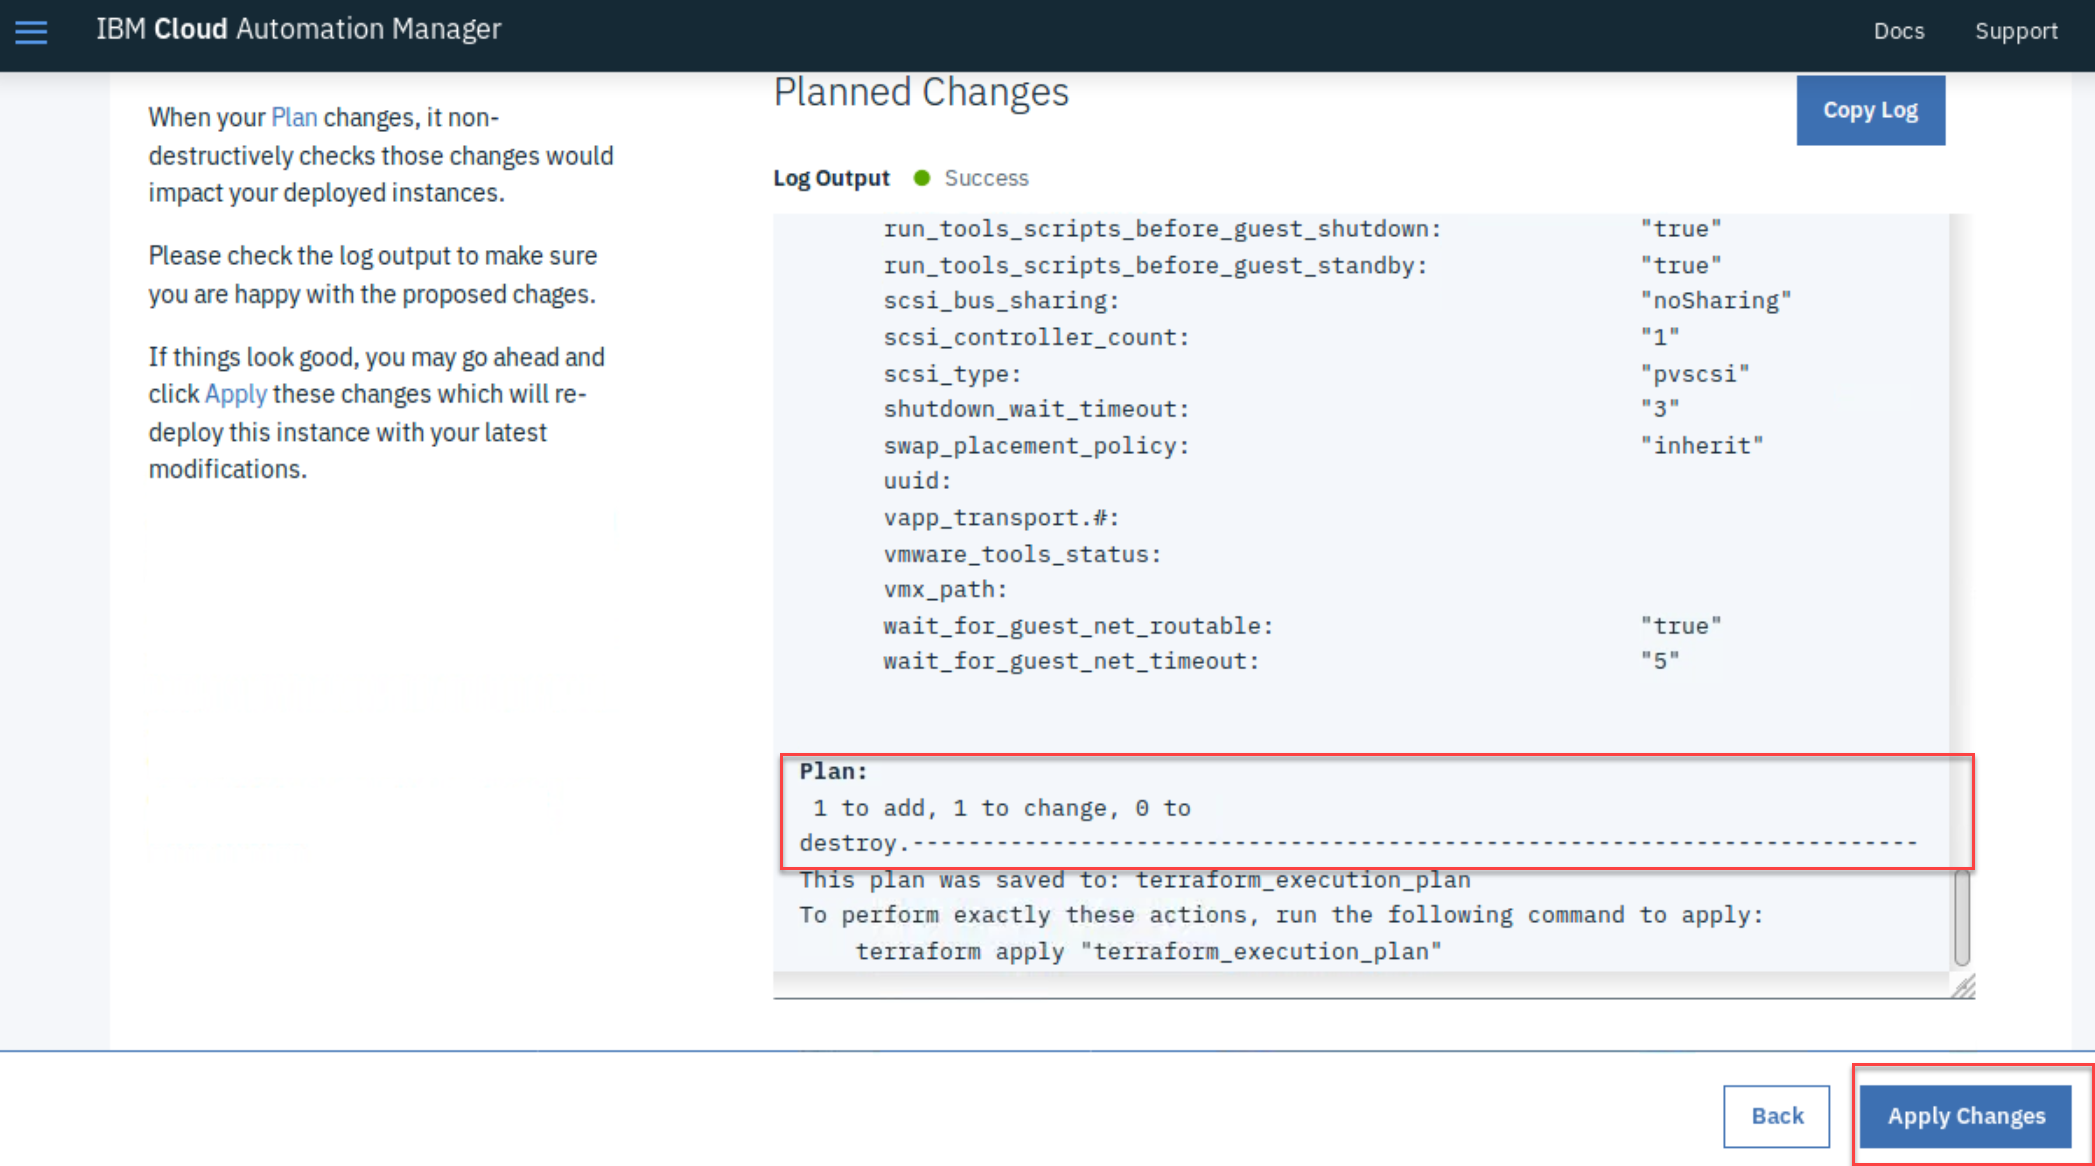 IBM Cloud Automation Manager
Docs
Support
When your Plan changes, it non-
destructively checks those changes would
impact your deployed instances.
Please check the log output to make sure
you are happy with the proposed chages.
If things look good, you may go ahead and
click Apply these changes which will re-
deploy this instance with your latest
modifications.
Planned Changes
Copy Log
Log Output Success
run_tools_scripts_before_guest_shutdown: "true"
run_tools_scripts_before_guest_standby: "true"
scsi_bus_sharing: "noSharing"
scsi_controller_count: "1"
scsi_type: "pvscsi"
shutdown_wait_timeout: "3"
swap_placement_policy: "inherit"
uuid:
vapp_transport.#:
vmware_tools_status:
vmx_path:
wait_for_guest_net_routable: "true"
wait_for_guest_net_timeout: "5"
Plan:
1 to add, 1 to change, 0 to
destroy.------------------------------------------------------------------------
This plan was saved to: terraform_execution_plan
To perform exactly these actions, run the following command to apply:
terraform apply "terraform_execution_plan"
Back
Apply Changes